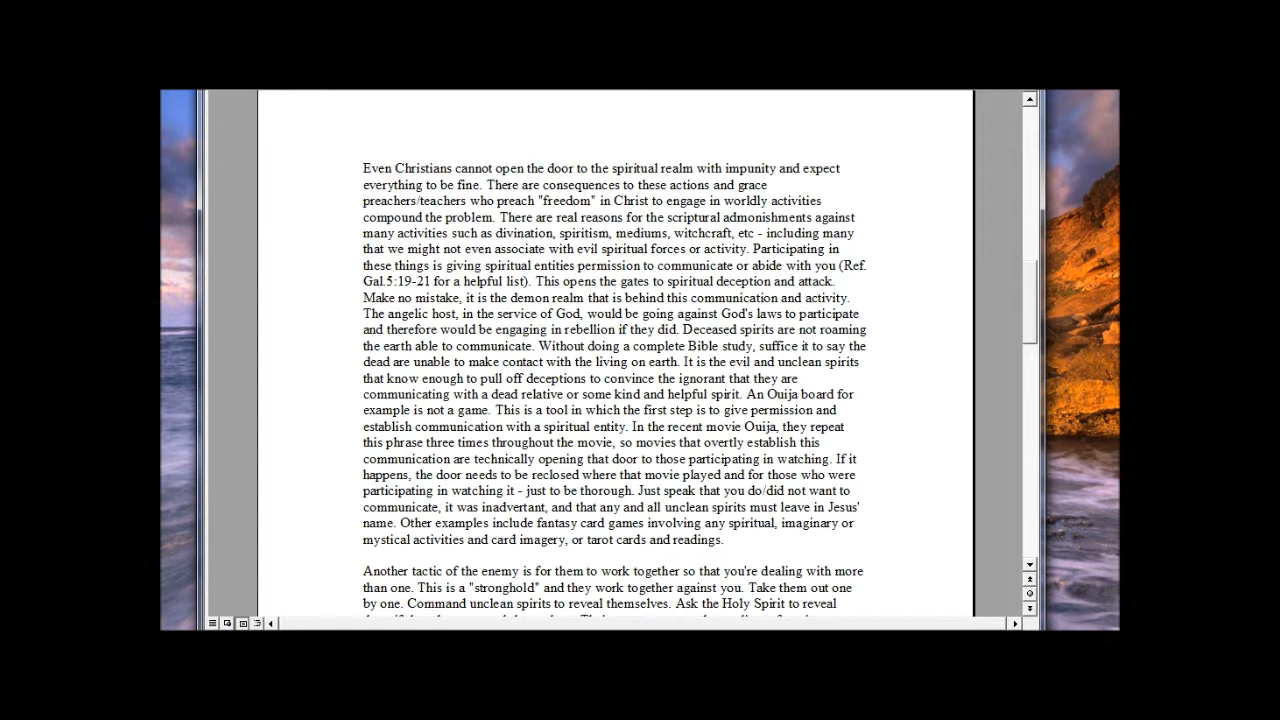 Even Christians cannot open the door to the spiritual realm with impunity and expect
everything to be fine. There are consequences to these actions and grace
preachers/teachers who preach "freedom" in Christ to engage in worldly activities
compound the problem. There are real reasons for the scriptural admonishments against
many activities such as divination, spiritism, mediums, witchcraft, etc - including many
that we might not even associate with evil spiritual forces or activity. Participating in
these things is giving spiritual entities permission to communicate or abide with you (Ref.
Gal.5:19-21 for a helpful list). This opens the gates to spiritual deception and attack.
Make no mistake, it is the demon realm that is behind this communication and activity.
The angelic host, in the service of God, would be going against God's laws to participate
and therefore would be engaging in rebellion if they did. Deceased spirits are not roaming
the earth able to communicate. Without doing a complete Bible study, suffice it to say the
dead are unable to make contact with the living on earth. It is the evil and unclean spirits
that know enough to pull off deceptions to convince the ignorant that they are
communicating with a dead relative or some kind and helpful spirit. An Ouija board for
example is not a game. This is a tool in which the first step is to give permission and
establish communication with a spiritual entity. In the recent movie Ouija, they repeat
this phrase three times throughout the movie, so movies that overtly establish this
communication are technically opening that door to those participating in watching. If it
happens, the door needs to be reclosed where that movie played and for those who were
participating in watching it - just to be thorough. Just speak that you do/did not want to
communicate, it was inadvertent, and that any and all unclean spirits must leave in Jesus'
name. Other examples include fantasy card games involving any spiritual, imaginary or
mystical activities and card imagery, or tarot cards and readings.
Another tactic of the enemy is for them to work together so that you're dealing with more
than one. This is a "stronghold" and they work together against you. Take them out one
by one. Command unclean spirits to reveal themselves. Ask the Holy Spirit to reveal